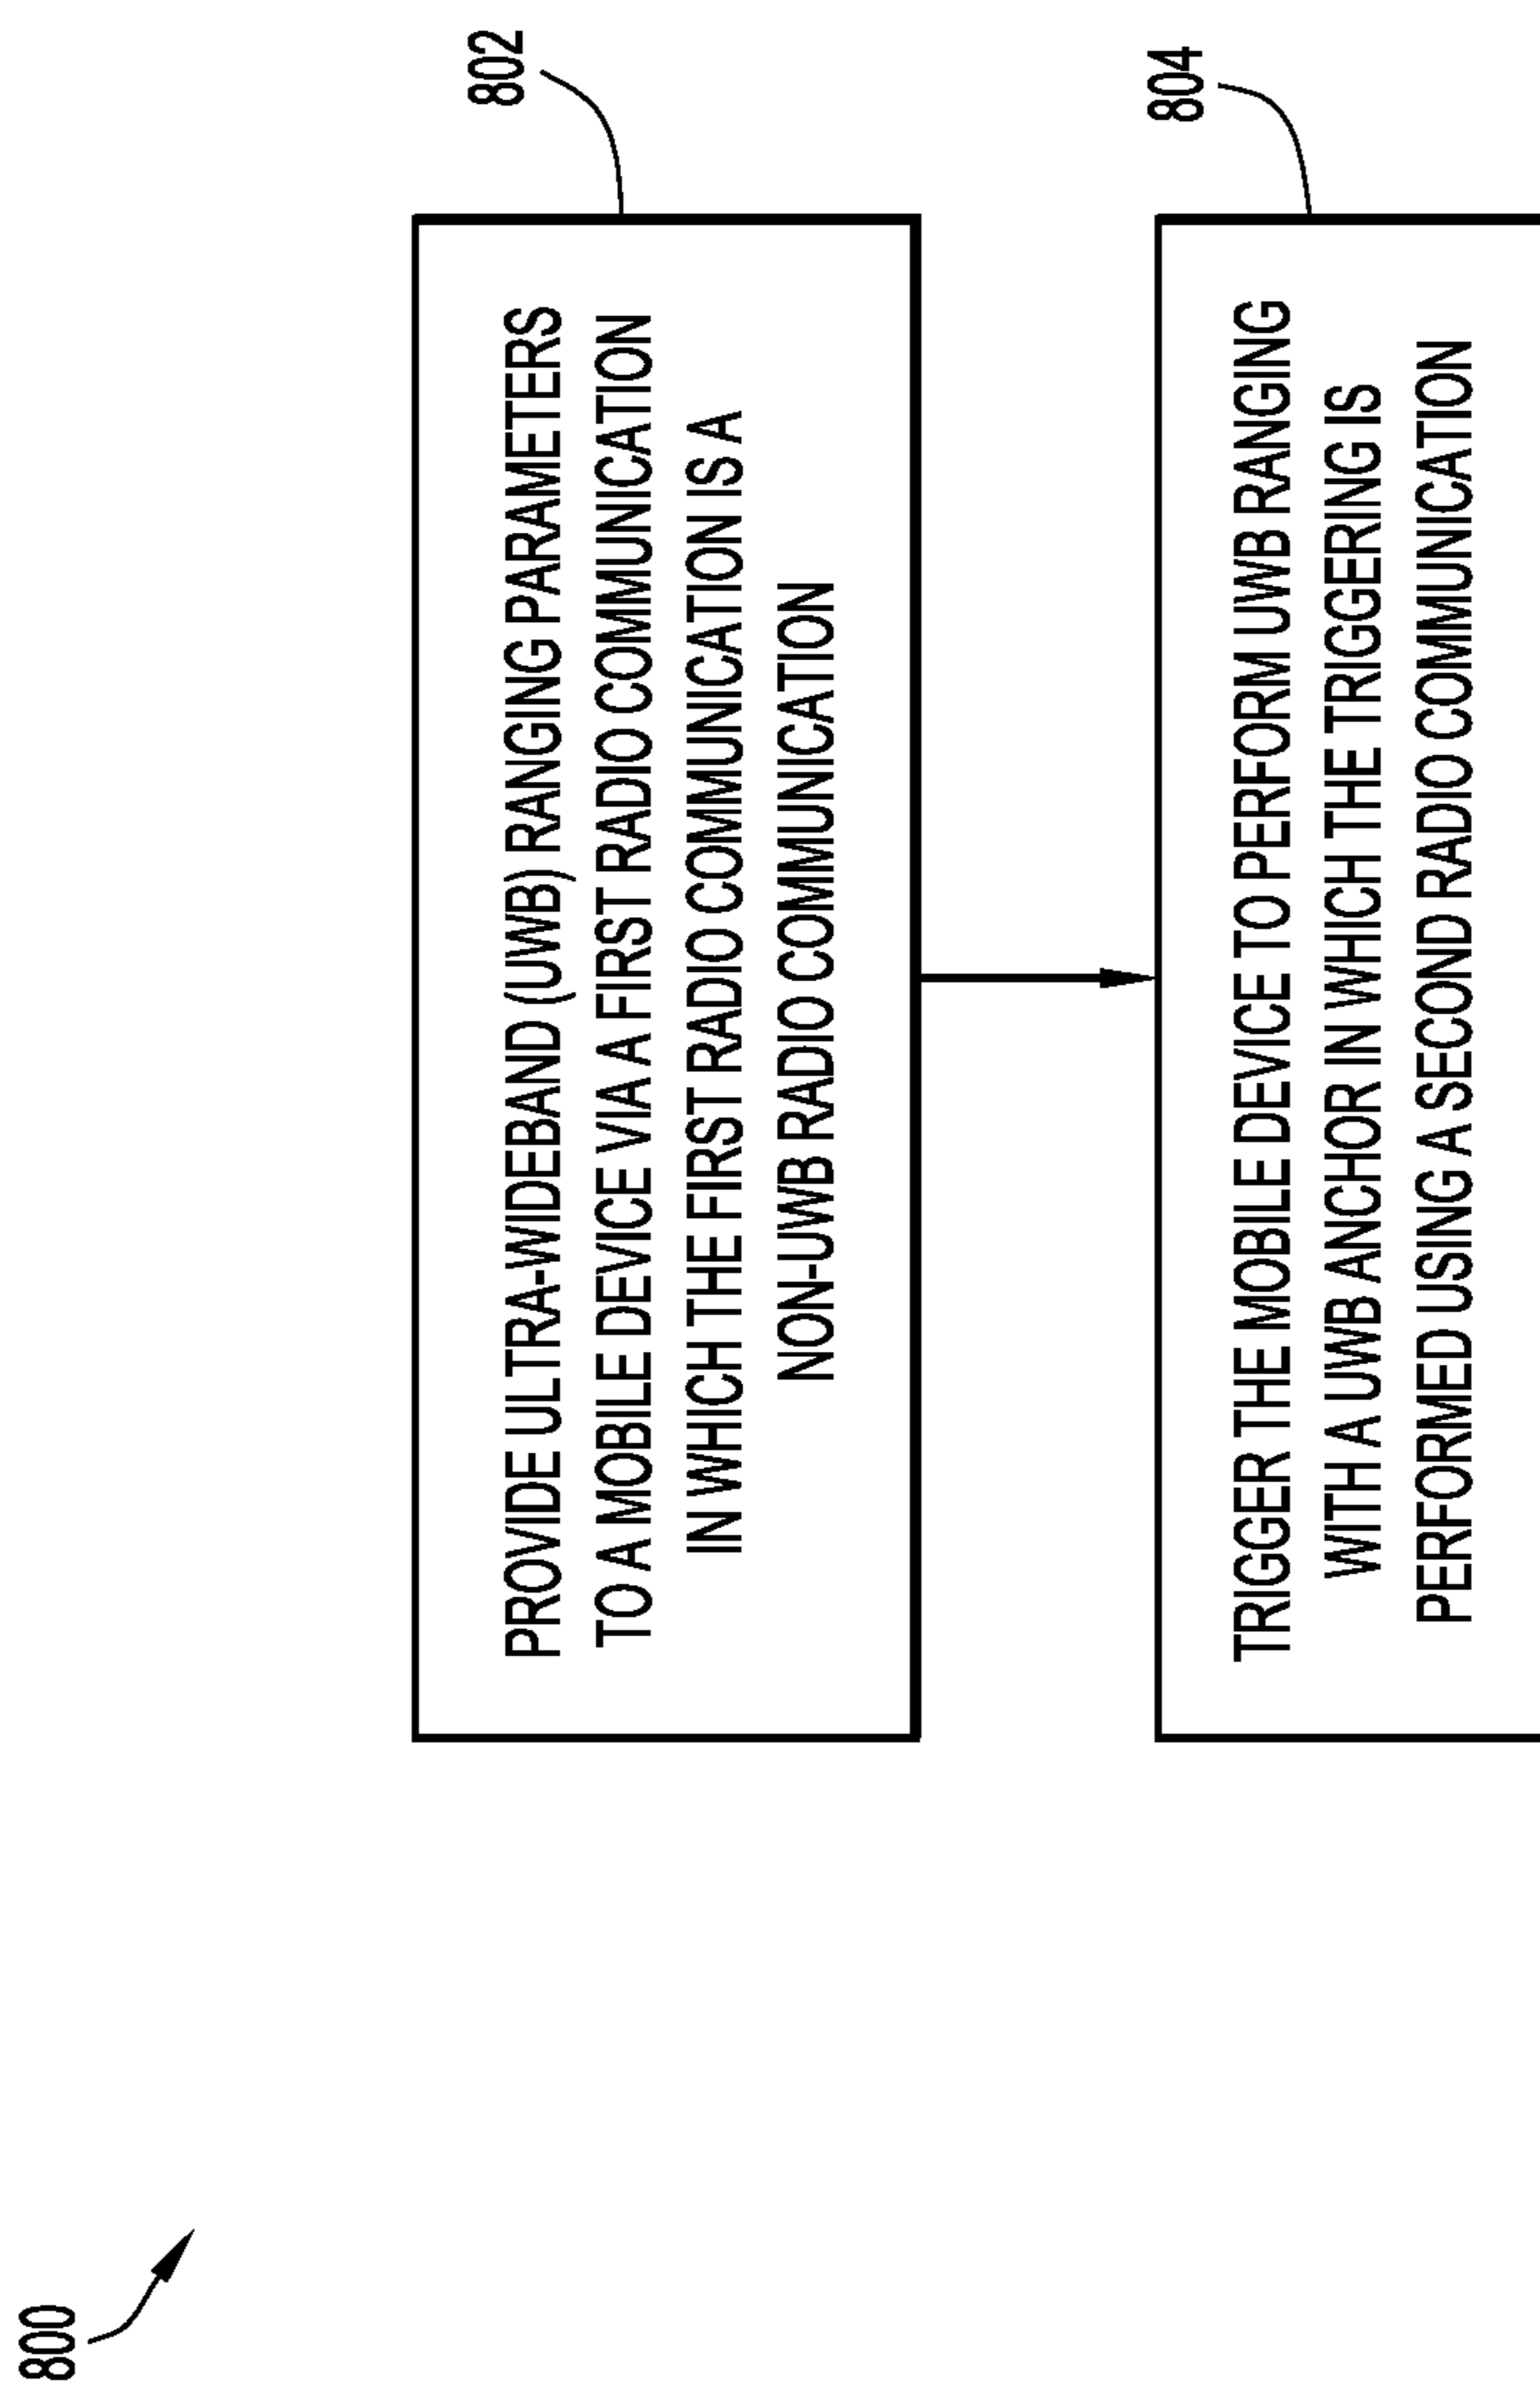 800
802
PROVIDE ULTRA-WIDEBAND (UWB) RANGING PARAMETERS
TO A MOBILE DEVICE VIA A FIRST RADIO COMMUNICATION
IN WHICH THE FIRST RADIO COMMUNICATION IS A
NON-UWB RADIO COMMUNICATION
804
TRIGGER THE MOBILE DEVICE TO PERFORM UWB RANGING
WITH A UWB ANCHOR IN WHICH THE TRIGGERING IS
PERFORMED USING A SECOND RADIO COMMUNICATION